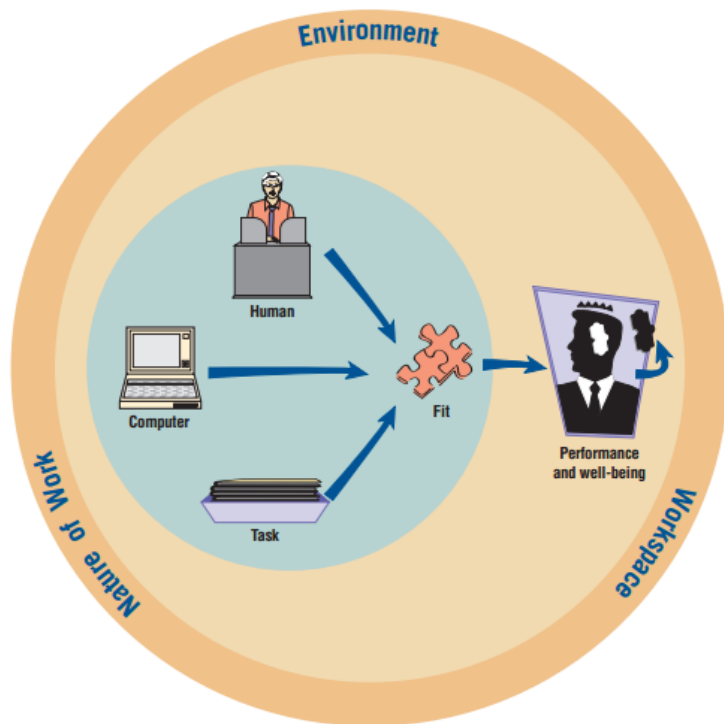 Environment
Human
Computer
Fit
Task
Performance
and well-being
Nature of Work
Workspace